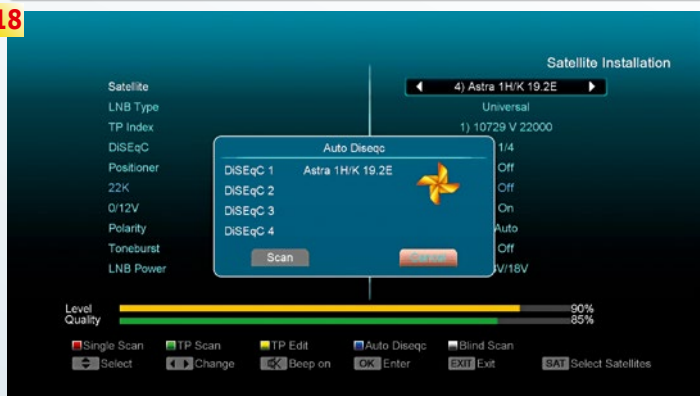 18
Satellite Installation
Satellite 4) Astra 1H/K 19.2E
LNB Type Universal
TP Index 1) 10729 V 22000
DiSEqC 1/4
Positioner Off
22K Off
0/12V On
Polarity Auto
Toneburst Off
LNB Power V/18V
Auto Diseqc
DiSEqC 1 Astra 1H/K 19.2E
DiSEqC 2
DiSEqC 3
DiSEqC 4
Scan Cancel
Level 90%
Quality 85%
Single Scan TP Scan TP Edit Auto Diseqc Blind Scan
Select Change Beep on OK Enter EXIT Exit SAT Select Satellites